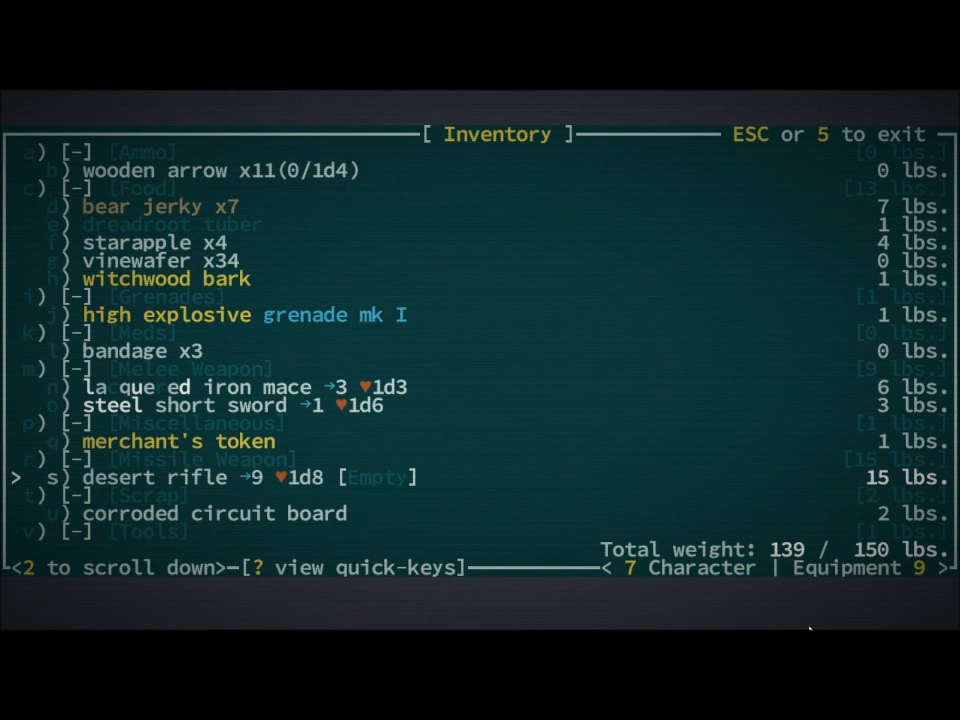 [ Inventory ] ESC or 5 to exit
a) [-] [Ammo] [0 lbs.]
b) wooden arrow x11(0/1d4) 0 lbs.
c) [-] [Food] [13 lbs.]
d) bear jerky x7 7 lbs.
e) dreadroot tuber 1 lbs.
f) starapple x4 4 lbs.
g) vinewafer x34 0 lbs.
h) witchwood bark 1 lbs.
i) [-] [Grenades] [1 lbs.]
j) high explosive grenade mk I 1 lbs.
k) [-] [Meds] [0 lbs.]
l) bandage x3 0 lbs.
m) [-] [Melee Weapon] [9 lbs.]
n) la que ed iron mace →3 ♥1d3 6 lbs.
o) steel short sword →1 ♥1d6 3 lbs.
p) [-] [Miscellaneous] [1 lbs.]
q) merchant's token 1 lbs.
r) [-] [Missile Weapon] [15 lbs.]
> s) desert rifle →9 ♥1d8 [Empty] 15 lbs.
t) [-] [Scrap] [2 lbs.]
u) corroded circuit board 2 lbs.
v) [-] [Tools] [1 lbs.]
Total weight: 139 / 150 lbs.
<2 to scroll down> [? view quick-keys] < 7 Character | Equipment 9 >